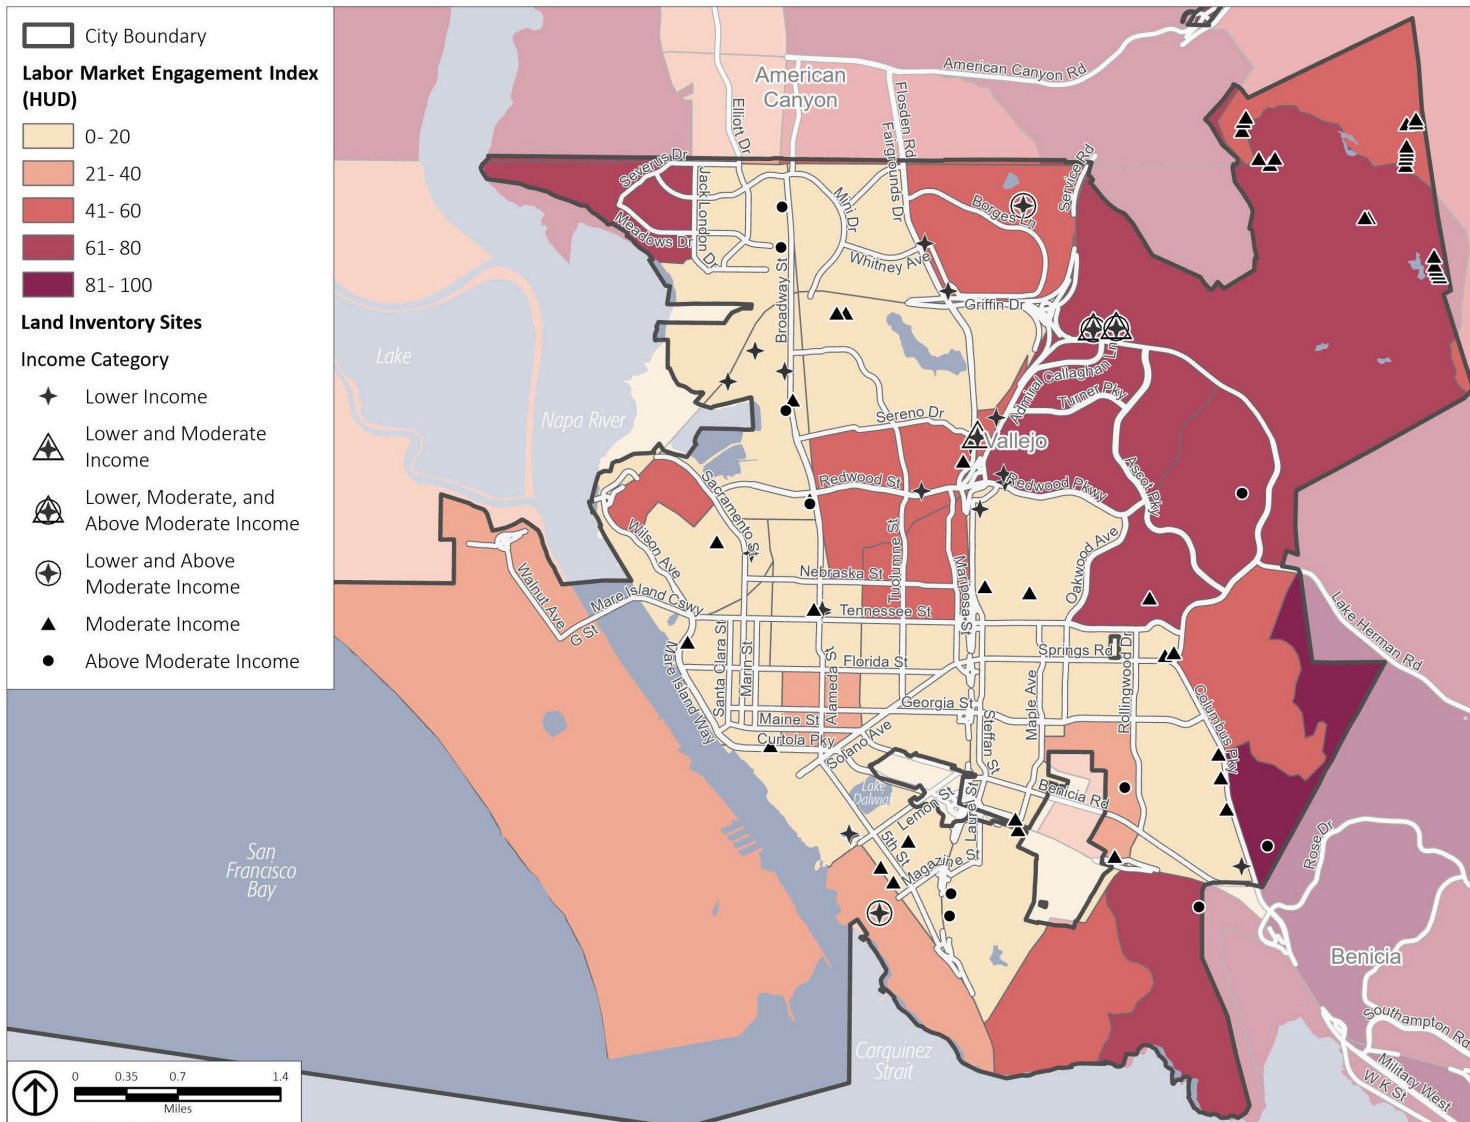 City Boundary
Labor Market Engagement Index
(HUD)
0- 20
21- 40
41- 60
61- 80
81- 100
Land Inventory Sites
Income Category
Lower Income
Lower and Moderate
Income
Lower, Moderate, and
Above Moderate Income
Lower and Above
Moderate Income
Moderate Income
Above Moderate Income
American
Canyon
American Canyon Rd
Elliott Dr
Flosden Rd
Fairgrounds Dr
Service Rd
Severus Dr
Jack London Dr
Meadows Dr
Mini Dr
Borges Ln
Whitney Ave
Broadway St
Griffin Dr
Lake
Napa River
Admiral Callaghan Ln
Turner Pky
Sereno Dr
Vallejo
Ascot Pky
Redwood St
Redwood Pkwy
Sacramento St
Wilson Ave
Tuolumne St
Mariposa St
Oakwood Ave
Nebraska St
Walnut Ave
Mare Island Cswy
G St
Tennessee St
Lake Herman Rd
Springs Rd
Rollingwood Dr
Santa Clara St
Marin St
Florida St
Alameda St
Mare Island Way
Maple Ave
Columbus Pky
Georgia St
Maine St
Curtola Pky
Solano Ave
Steffan St
Benicia Rd
Lake
Dalwigk
Lemon St
Laurel St
5th St
Magazine St
Rose Dr
San
Francisco
Bay
Benicia
Southampton Rd
Carquinez
Strait
Military West
W K St
0
0.35
0.7
1.4
Miles